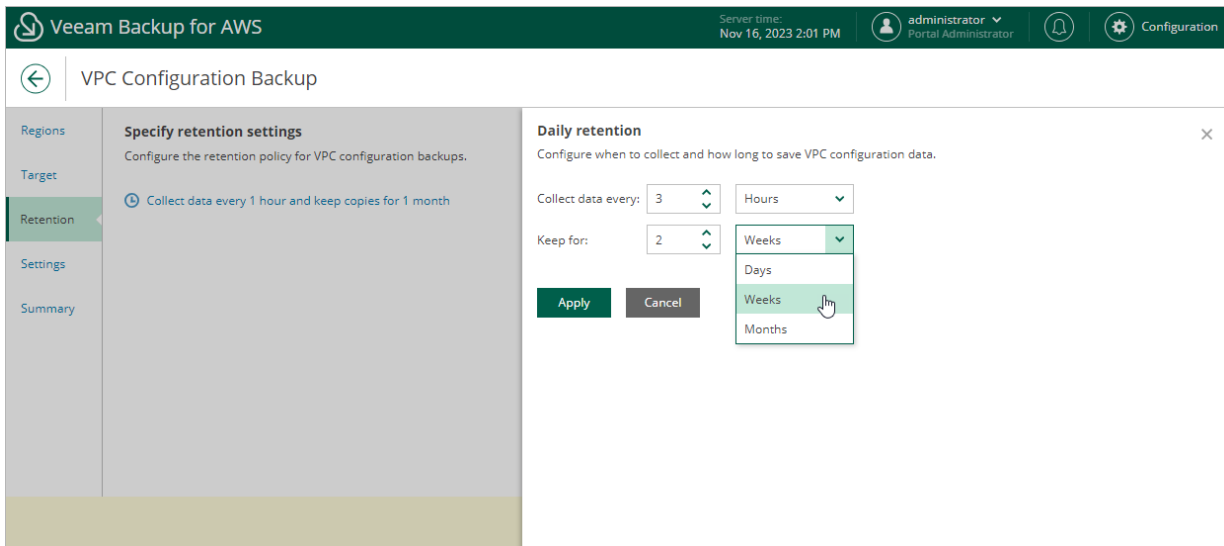 Veeam Backup for AWS
Server time:
Nov 16, 2023 2:01 PM
administrator
Portal Administrator
Configuration
VPC Configuration Backup
Regions
Target
Retention
Settings
Summary
Specify retention settings
Configure the retention policy for VPC configuration backups.
Collect data every 1 hour and keep copies for 1 month
Daily retention
Configure when to collect and how long to save VPC configuration data.
Collect data every: 3 Hours
Keep for: 2 Weeks
Days
Weeks
Months
Apply Cancel